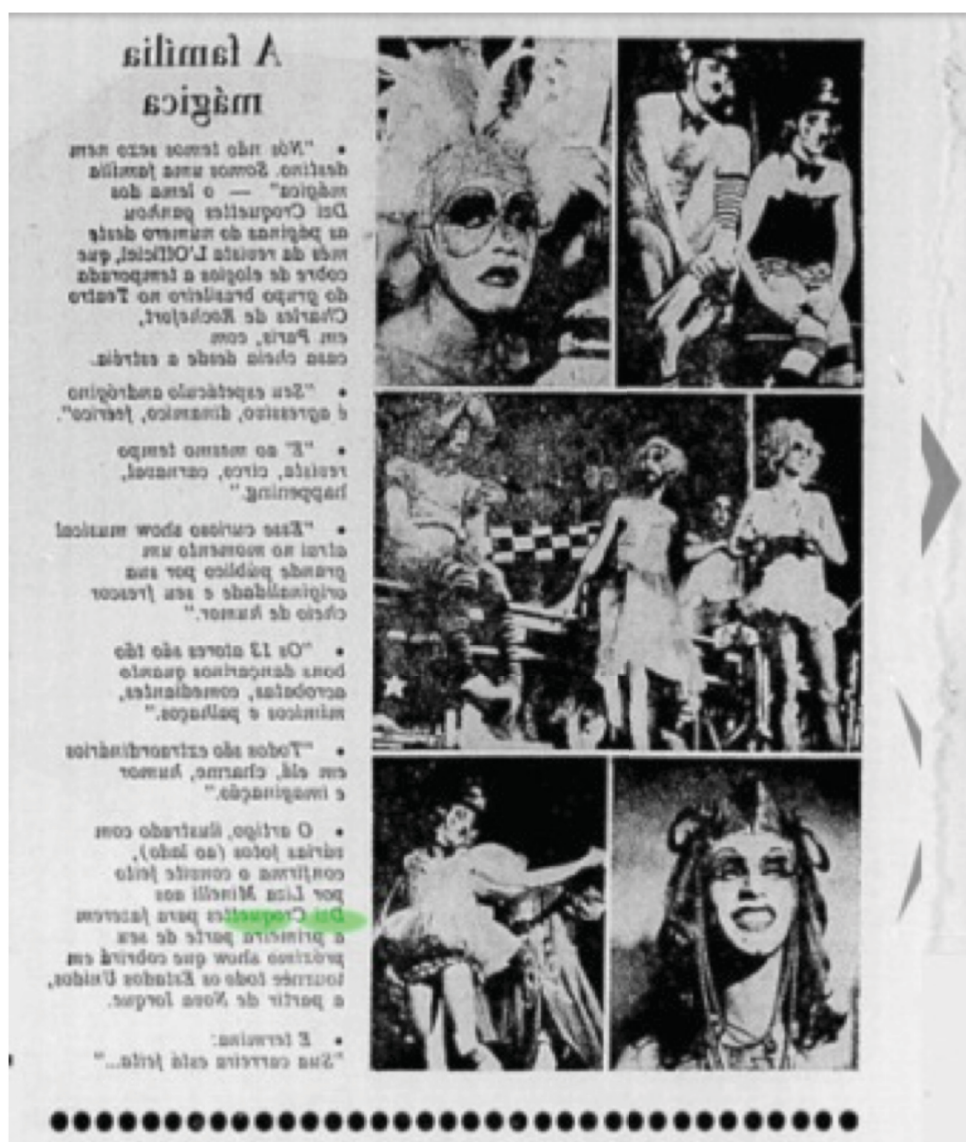 A família
mágica
• "Nós não temos sexo nem
destino. Somos uma família
mágica" — o lema dos
Dzi Croquettes ganhou
as páginas do número deste
mês da revista L'Officiel, que
cobre de elogios a temporada
do grupo brasileiro no Teatro
Charles de Rochefort,
em Paris, com
casa cheia desde a estréia.
• "Seu espetáculo andrógino
é agressivo, dinamico, feérico".
• "E' ao mesmo tempo
revista, circo, carnaval,
happening."
• "Esse curioso show musical
atrai no momento um
grande público por sua
originalidade e seu frescor
cheio de humor."
• "Os 13 atores são tão
bons dançarinos quanto
acrobatas, comediantes,
mímicos e palhaços."
• "Todos são extraordinários
em elã, charme, humor
e imaginação."
• O artigo, ilustrado com
várias fotos (ao lado),
confirma o convite feito
por Liza Minelli aos
Dzi Croquettes para fazerem
a primeira parte de seu
próximo show que cobrirá em
tournée todo os Estados Unidos,
a partir de Nova Iorque.
• E termina:
"Sua carreira está feita..."